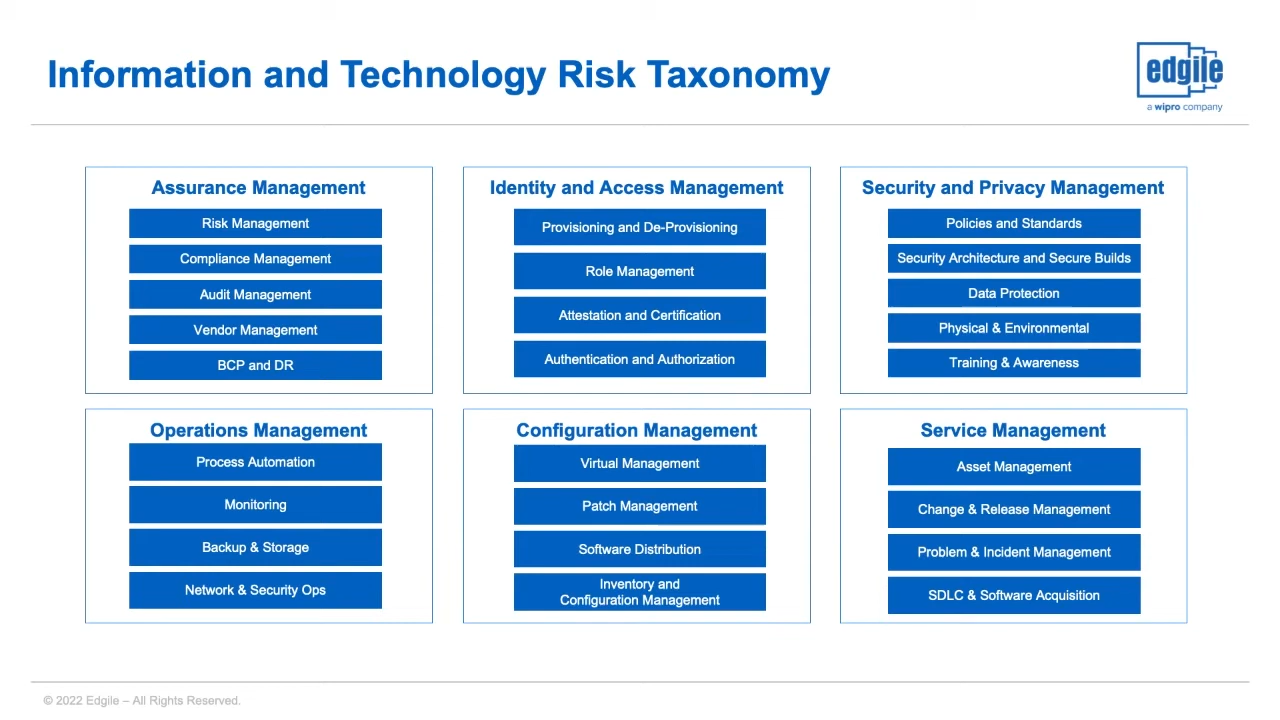 Information and Technology Risk Taxonomy
edgile
a wipro company
Assurance Management
Risk Management
Compliance Management
Audit Management
Vendor Management
BCP and DR
Identity and Access Management
Provisioning and De-Provisioning
Role Management
Attestation and Certification
Authentication and Authorization
Security and Privacy Management
Policies and Standards
Security Architecture and Secure Builds
Data Protection
Physical & Environmental
Training & Awareness
Operations Management
Process Automation
Monitoring
Backup & Storage
Network & Security Ops
Configuration Management
Virtual Management
Patch Management
Software Distribution
Inventory and
Configuration Management
Service Management
Asset Management
Change & Release Management
Problem & Incident Management
SDLC & Software Acquisition
© 2022 Edgile – All Rights Reserved.